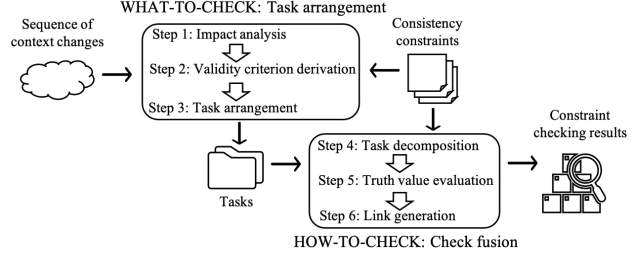 WHAT-TO-CHECK: Task arrangement
Sequence of
context changes
Step 1: Impact analysis
Step 2: Validity criterion derivation
Step 3: Task arrangement
Consistency
constraints
Tasks
Step 4: Task decomposition
Step 5: Truth value evaluation
Step 6: Link generation
Constraint
checking results
HOW-TO-CHECK: Check fusion